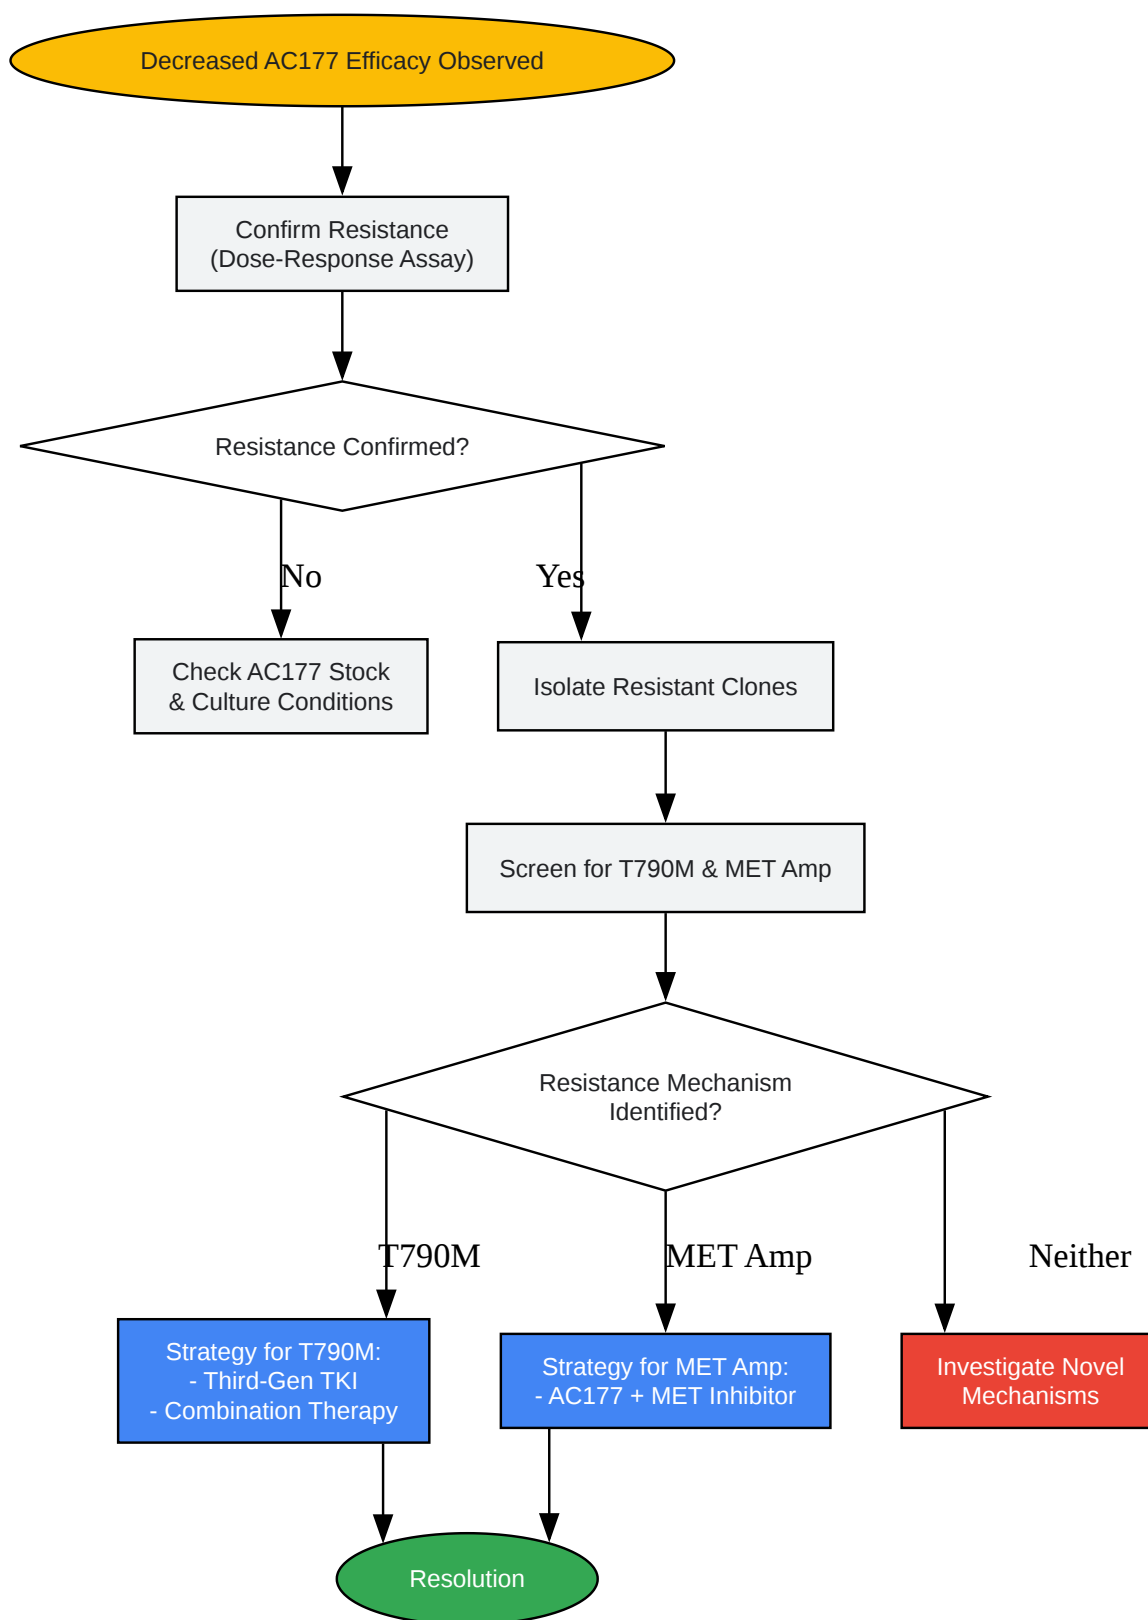 Decreased AC177 Efficacy Observed
Confirm Resistance
(Dose-Response Assay)
Resistance Confirmed?
No
Yes
Check AC177 Stock
& Culture Conditions
Isolate Resistant Clones
Screen for T790M & MET Amp
Resistance Mechanism
Identified?
T790M
MET Amp
Neither
Strategy for T790M:
- Third-Gen TKI
- Combination Therapy
Strategy for MET Amp:
- AC177 + MET Inhibitor
Investigate Novel
Mechanisms
Resolution